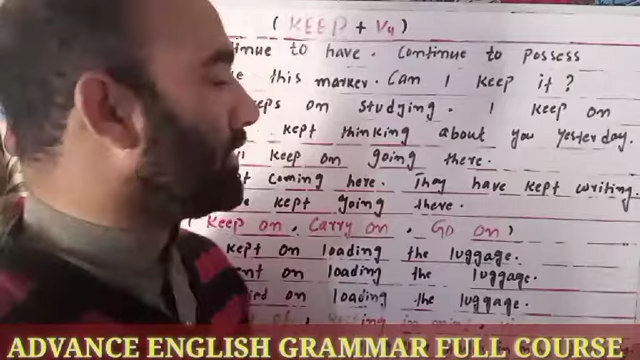 ( KEEP + V4 )
to have. Continue to possess
this marker. Can I keep it?
on studying. I keep on
kept thinking about you yesterday.
keep on going there.
coming here. They have kept writing.
kept going there.
Keep on, Carry on, Go on)
kept on loading the luggage.
on loading the luggage.
on loading the luggage.
ADVANCE ENGLISH GRAMMAR FULL COURSE